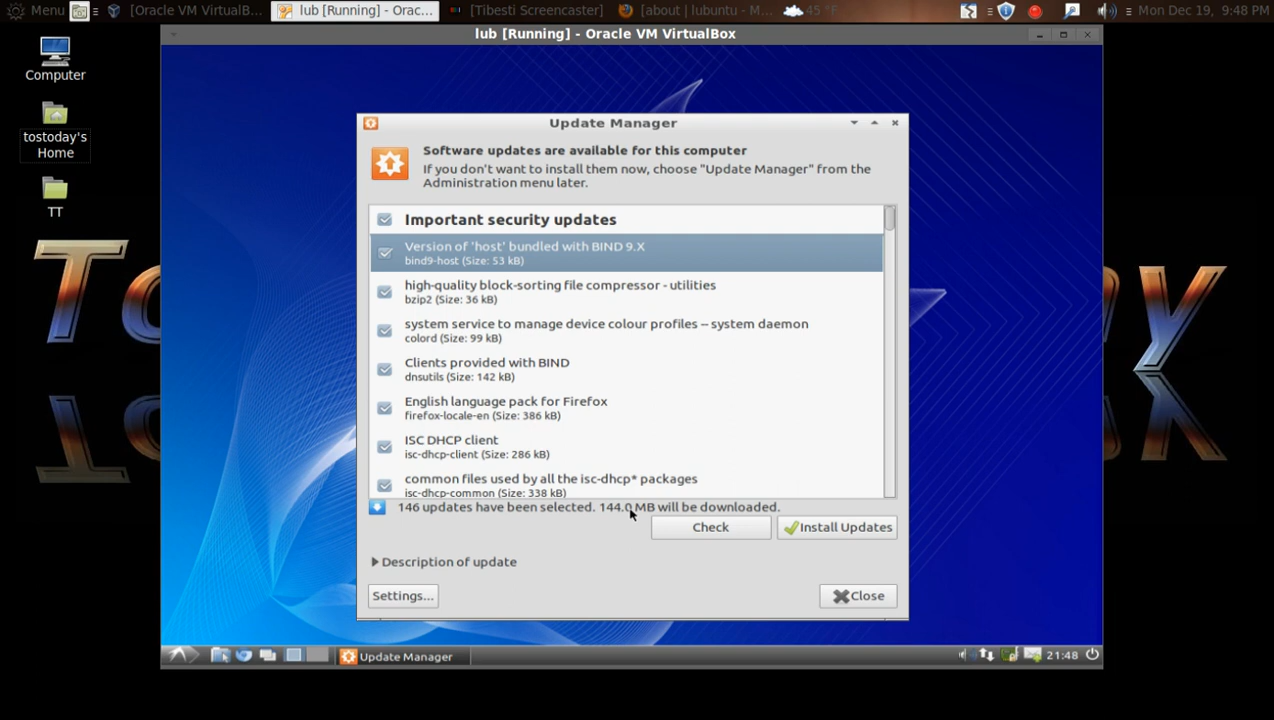 Menu
[Oracle VM VirtualB...
lub [Running] - Orac...
[Tibesti Screencaster]
[about | lubuntu - M...
45 °F
Mon Dec 19, 9:48 PM
lub [Running] - Oracle VM VirtualBox
Computer
tostoday's
Home
TT
Update Manager
Software updates are available for this computer
If you don't want to install them now, choose "Update Manager" from the
Administration menu later.
Important security updates
Version of 'host' bundled with BIND 9.X
bind9-host (Size: 53 kB)
high-quality block-sorting file compressor - utilities
bzip2 (Size: 36 kB)
system service to manage device colour profiles -- system daemon
colord (Size: 99 kB)
Clients provided with BIND
dnsutils (Size: 142 kB)
English language pack for Firefox
firefox-locale-en (Size: 386 kB)
ISC DHCP client
isc-dhcp-client (Size: 286 kB)
common files used by all the isc-dhcp* packages
isc-dhcp-common (Size: 338 kB)
146 updates have been selected. 144.0 MB will be downloaded.
Check
Install Updates
Description of update
Settings...
Close
Update Manager
21:48